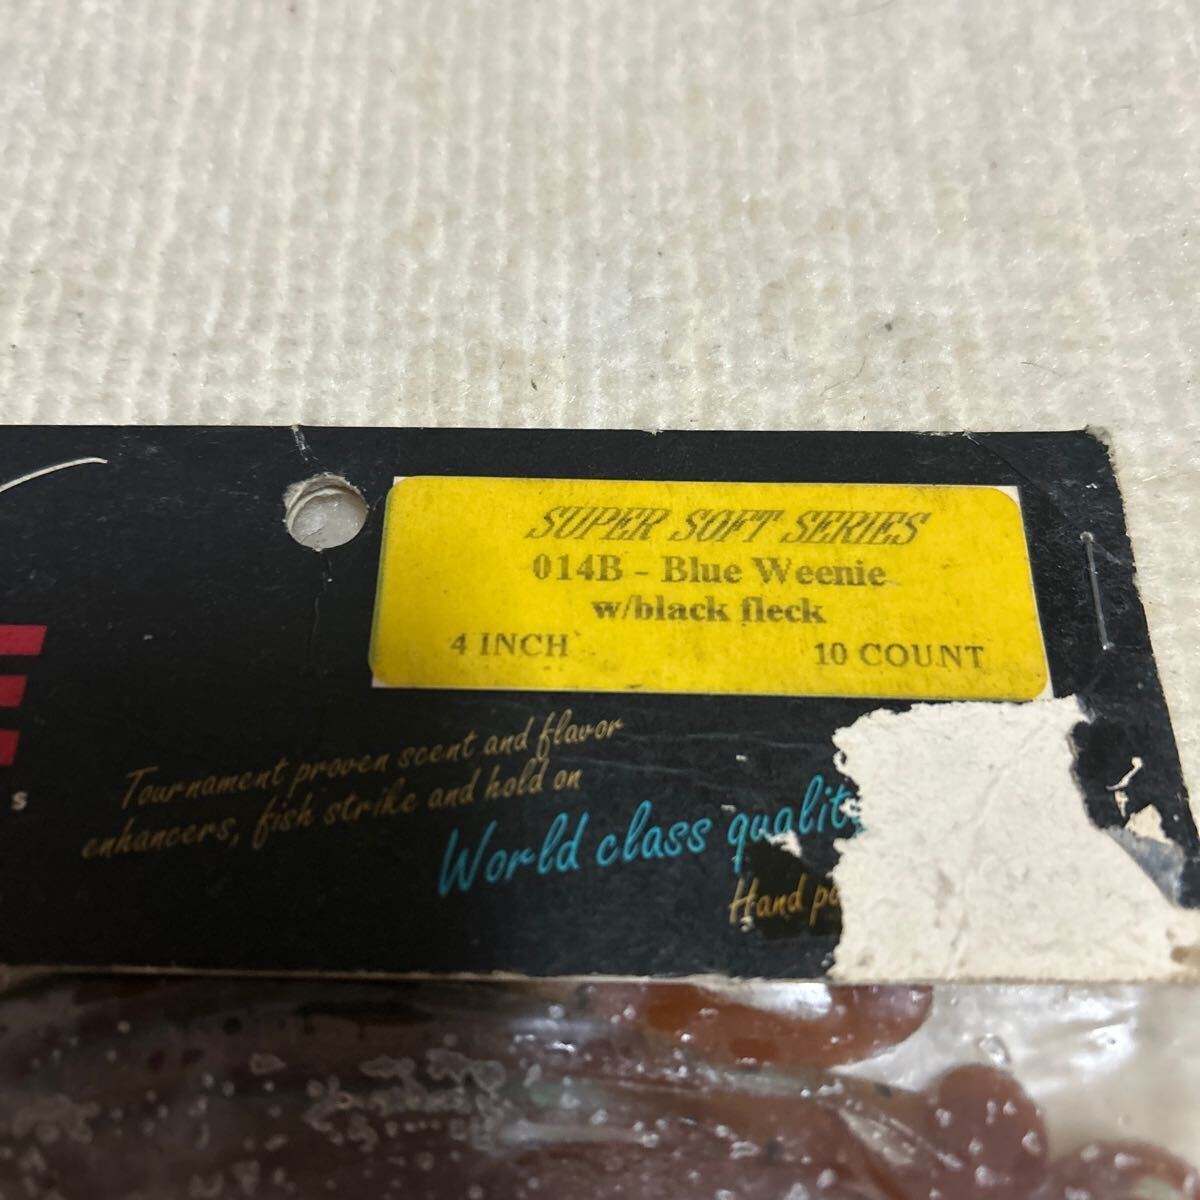 SUPER SOFT SERIES
014B - Blue Weenie
w/black fleck
4 INCH 10 COUNT
Tournament proven scent and flavor
enhancers, fish strike and hold on
World class quality
Hand
s